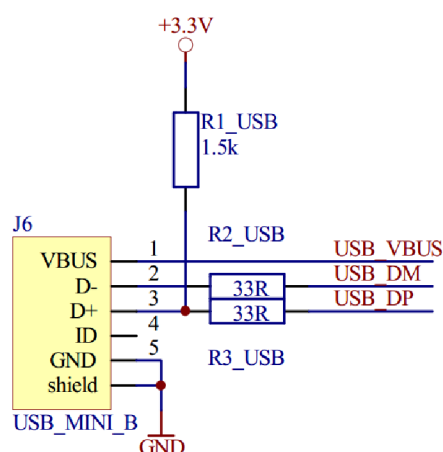 +3.3V
R1_USB
1.5k
J6
R2_USB
VBUS 1 USB_VBUS
D- 2 33R USB_DM
D+ 3 33R USB_DP
ID 4
GND 5
R3_USB
shield
USB_MINI_B
GND